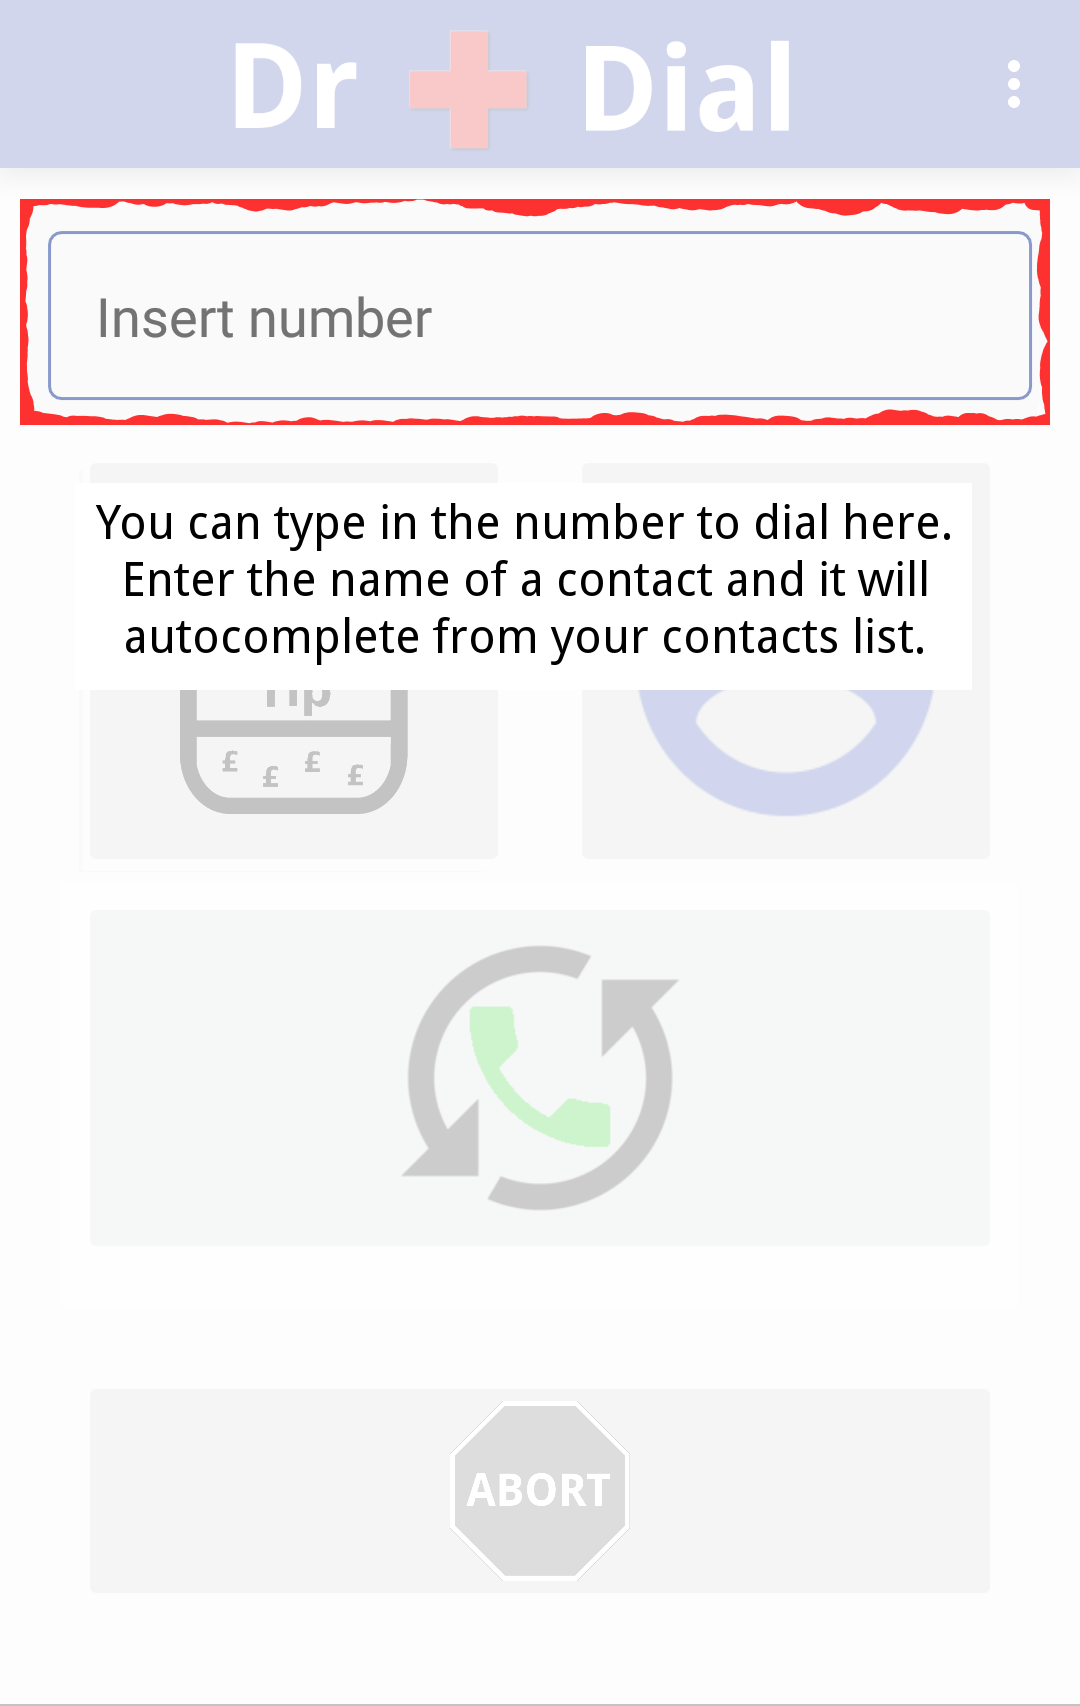 Dr Dial
Insert number
You can type in the number to dial here.
Enter the name of a contact and it will
autocomplete from your contacts list.
Tip
£ £ £ £
ABORT